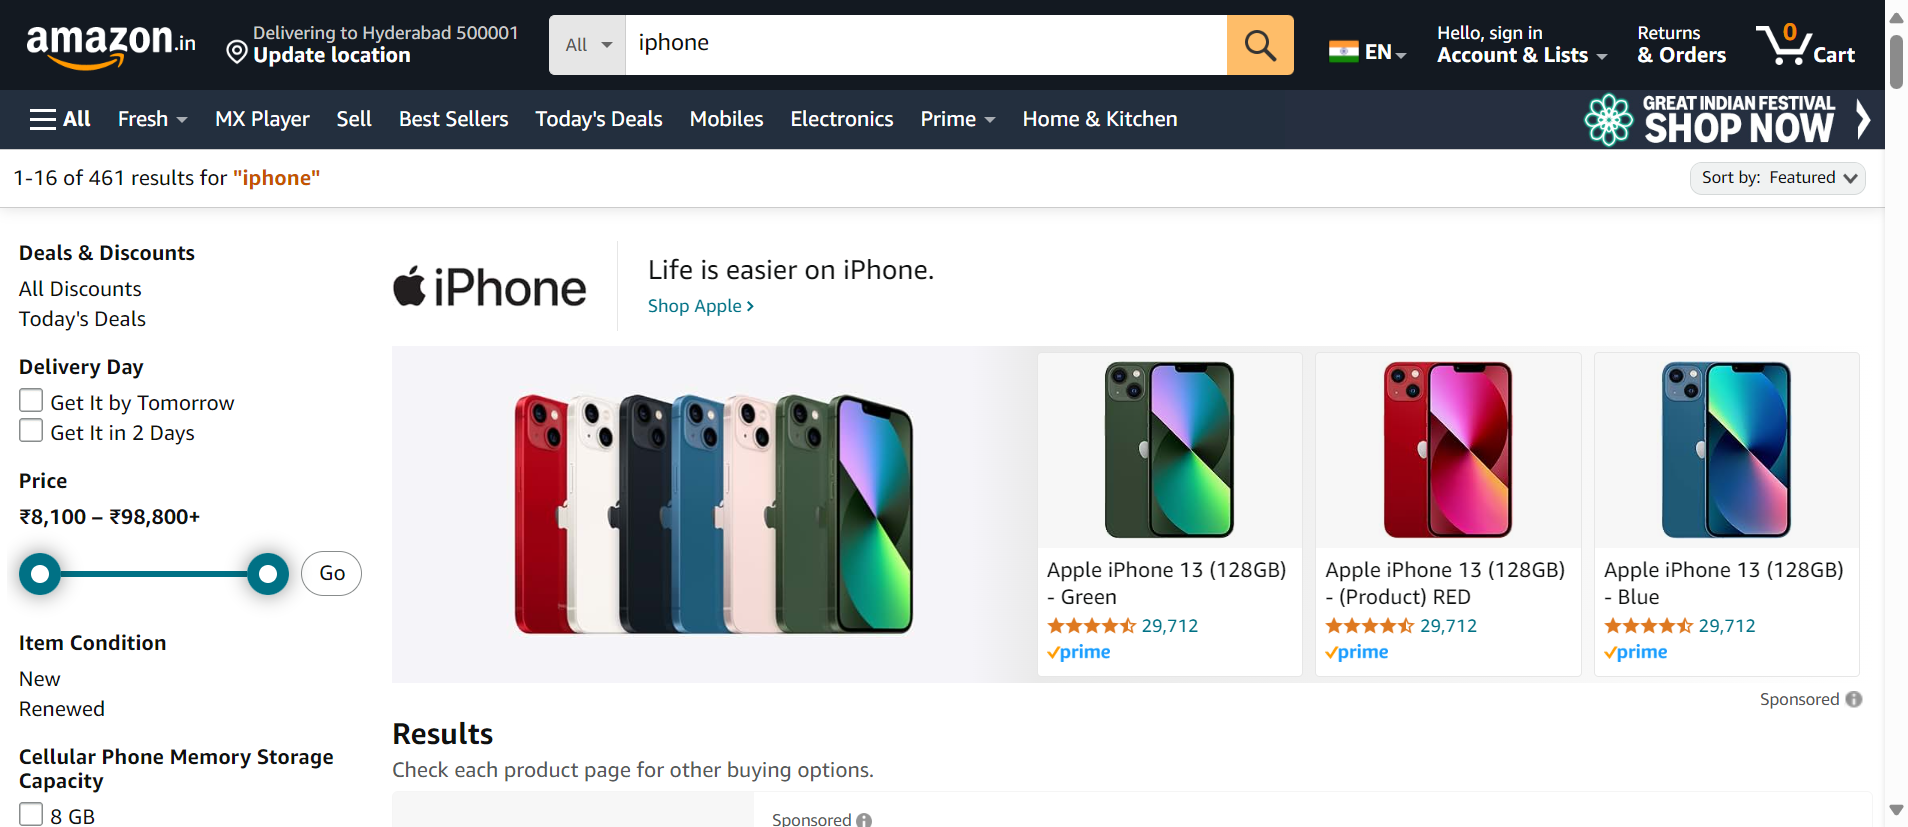 amazon.in
Delivering to Hyderabad 500001
Update location
All
iphone
EN
Hello, sign in
Account & Lists
Returns
& Orders
0
Cart
All
Fresh
MX Player
Sell
Best Sellers
Today's Deals
Mobiles
Electronics
Prime
Home & Kitchen
GREAT INDIAN FESTIVAL
SHOP NOW
1-16 of 461 results for "iphone"
Sort by: Featured
Deals & Discounts
All Discounts
Today's Deals
Delivery Day
Get It by Tomorrow
Get It in 2 Days
Price
₹8,100 – ₹98,800+
Go
Item Condition
New
Renewed
Cellular Phone Memory Storage
Capacity
8 GB
iPhone
Life is easier on iPhone.
Shop Apple ›
Apple iPhone 13 (128GB)
- Green
29,712
prime
Apple iPhone 13 (128GB)
- (Product) RED
29,712
prime
Apple iPhone 13 (128GB)
- Blue
29,712
prime
Sponsored
Results
Check each product page for other buying options.
Sponsored